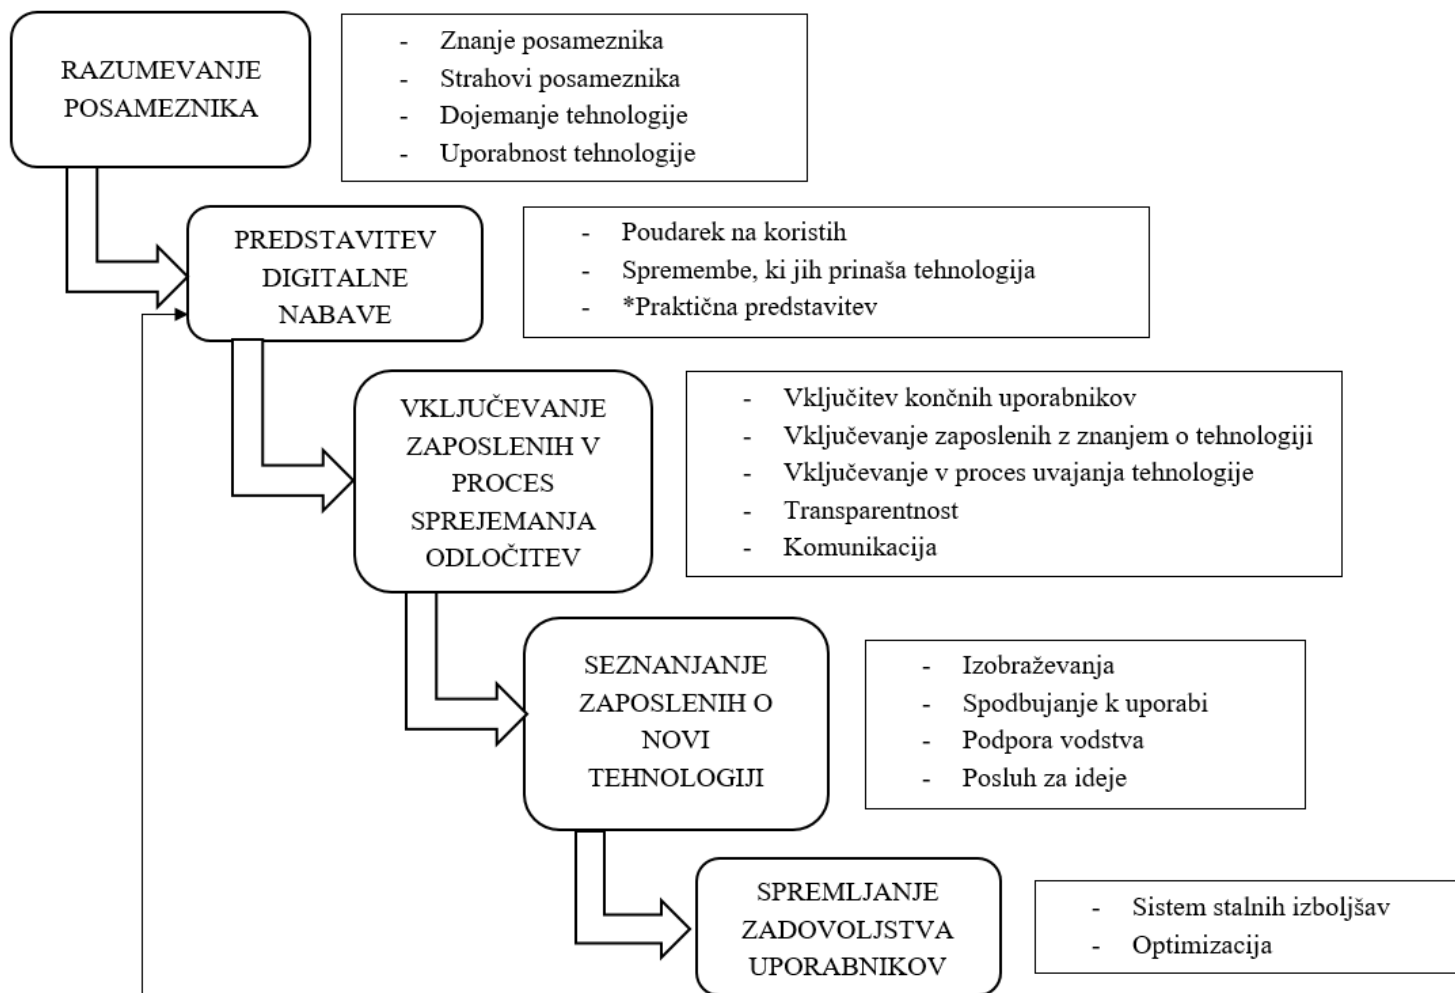 RAZUMEVANJE
POSAMEZNIKA
- Znanje posameznika
- Strahovi posameznika
- Dojemanje tehnologije
- Uporabnost tehnologije
PREDSTAVITEV
DIGITALNE
NABAVE
- Poudarek na koristih
- Spremembe, ki jih prinaša tehnologija
- *Praktična predstavitev
VKLJUČEVANJE
ZAPOSLENIH V
PROCES
SPREJEMANJA
ODLOČITEV
- Vključitev končnih uporabnikov
- Vključevanje zaposlenih z znanjem o tehnologiji
- Vključevanje v proces uvajanja tehnologije
- Transparentnost
- Komunikacija
SEZNANJANJE
ZAPOSLENIH O
NOVI
TEHNOLOGIJI
- Izobraževanja
- Spodbujanje k uporabi
- Podpora vodstva
- Posluh za ideje
SPREMLJANJE
ZADOVOLJSTVA
UPORABNIKOV
- Sistem stalnih izboljšav
- Optimizacija